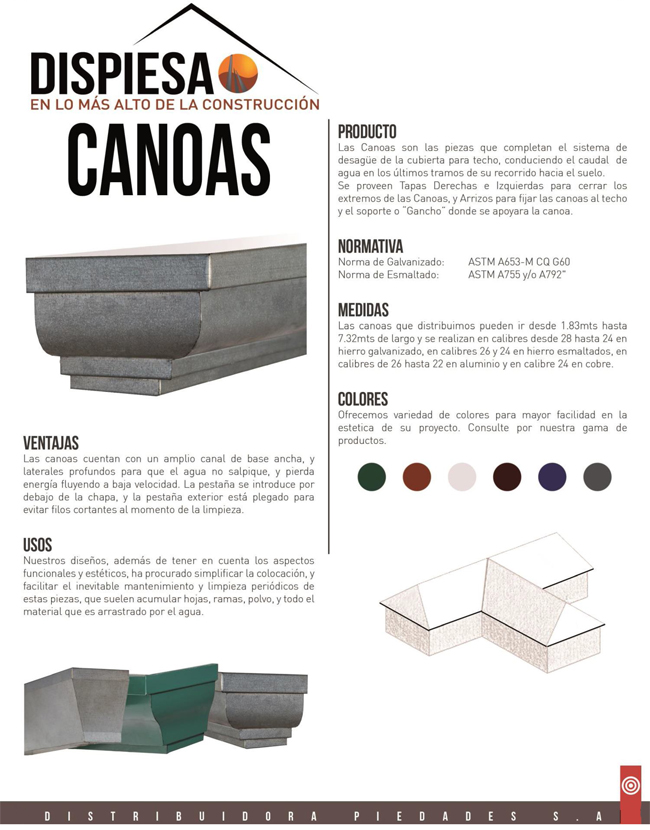 DISPIESA
EN LO MÁS ALTO DE LA CONSTRUCCIÓN
CANOAS
VENTAJAS
Las canoas cuentan con un amplio canal de base ancha, y
laterales profundos para que el agua no salpique, y pierda
energía fluyendo a baja velocidad. La pestaña se introduce por
debajo de la chapa, y la pestaña exterior está plegado para
evitar filos cortantes al momento de la limpieza.
USOS
Nuestros diseños, además de tener en cuenta los aspectos
funcionales y estéticos, ha procurado simplificar la colocación, y
facilitar el inevitable mantenimiento y limpieza periódicos de
estas piezas, que suelen acumular hojas, ramas, polvo, y todo el
material que es arrastrado por el agua.
PRODUCTO
Las Canoas son las piezas que completan el sistema de
desagüe de la cubierta para techo, conduciendo el caudal de
agua en los últimos tramos de su recorrido hacia el suelo.
Se proveen Tapas Derechas e Izquierdas para cerrar los
extremos de las Canoas, y Arrizos para fijar las canoas al techo
y el soporte o "Gancho" donde se apoyara la canoa.
NORMATIVA
Norma de Galvanizado: ASTM A653-M CQ G60
Norma de Esmaltado: ASTM A755 y/o A792"
MEDIDAS
Las canoas que distribuimos pueden ir desde 1.83mts hasta
7.32mts de largo y se realizan en calibres desde 28 hasta 24 en
hierro galvanizado, en calibres 26 y 24 en hierro esmaltados, en
calibres de 26 hasta 22 en aluminio y en calibre 24 en cobre.
COLORES
Ofrecemos variedad de colores para mayor facilidad en la
estetica de su proyecto. Consulte por nuestra gama de
productos.
DISTRIBUIDORA PIEDADES S.A